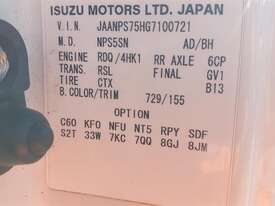 ISUZU MOTORS LTD. JAPAN
V.I.N. JAANPS75HG7100721
M.D. NPS5SN AD/BH
ENGINE RDQ/4HK1 RR AXLE 6CP
TRANS. RSL FINAL GV1
TIRE CTX B13
B.COLOR/TRIM 729/155
OPTION
C60 KFO NFU NT5 RPY SDF
S2T 33W 7KC 7QQ 8GJ 8JM